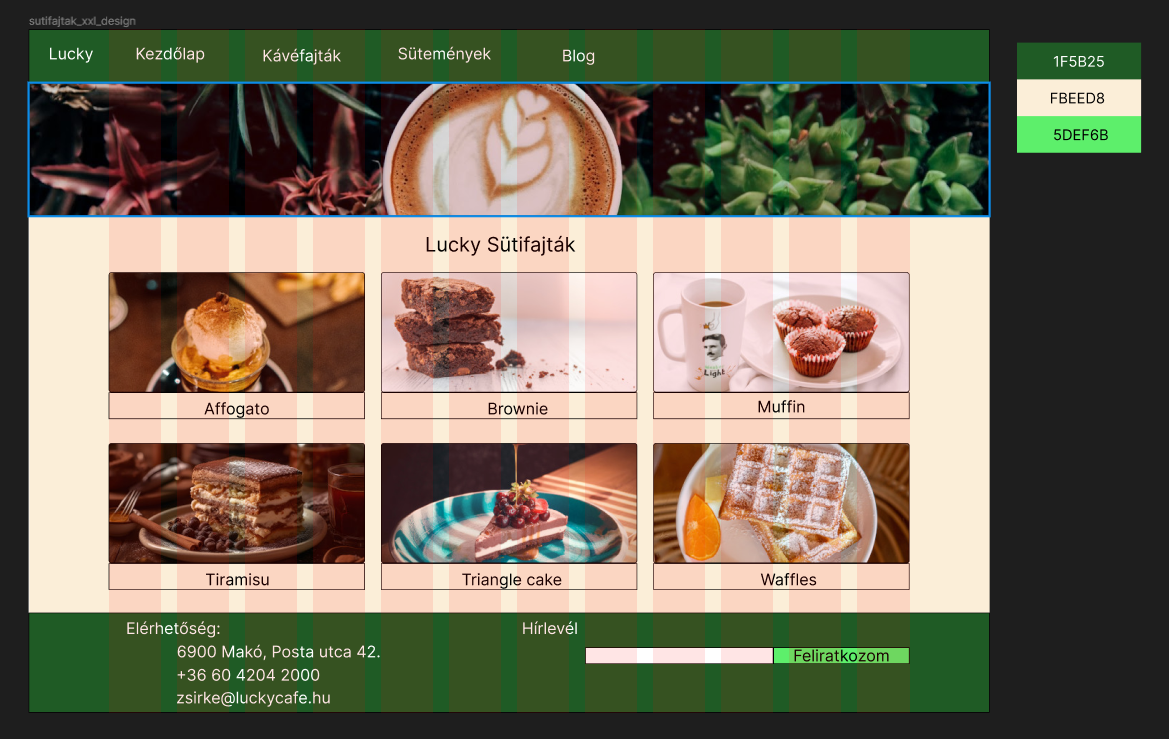 sutifajtak_xxl_design
Lucky Kezdőlap Kávéfajták Sütemények Blog
1F5B25
FBEED8
5DEF6B
Lucky Sütifajták
Light
Affogato Brownie Muffin
Tiramisu Triangle cake Waffles
Elérhetőség: Hírlevél
6900 Makó, Posta utca 42.
Feliratkozom
+36 60 4204 2000
zsirke@luckycafe.hu